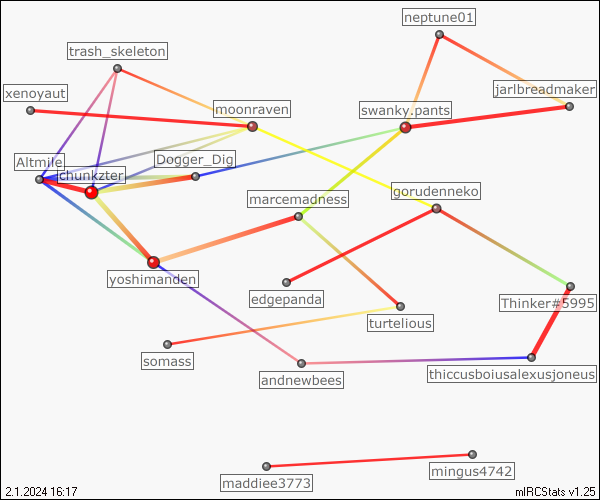 neptune01
trash_skeleton
jarlbreadmaker
xenoyaut
moonraven
swanky.pants
Altmile
Dogger_Dig
chunkzter
gorudenneko
marcemadness
yoshimanden
edgepanda
Thinker#5995
turtelious
somass
andnewbees
thiccusboiusalexusjoneus
mingus4742
maddiee3773
2.1.2024 16:17
mIRCStats v1.25